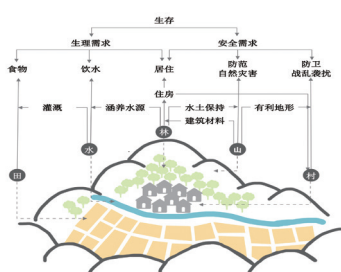 生存
生理需求 安全需求
食物 饮水 居住 防范
自然灾害 防卫
战乱袭扰
住房
灌溉 涵养水源 水土保持 有利地形
建筑材料
林
水 山
田 村